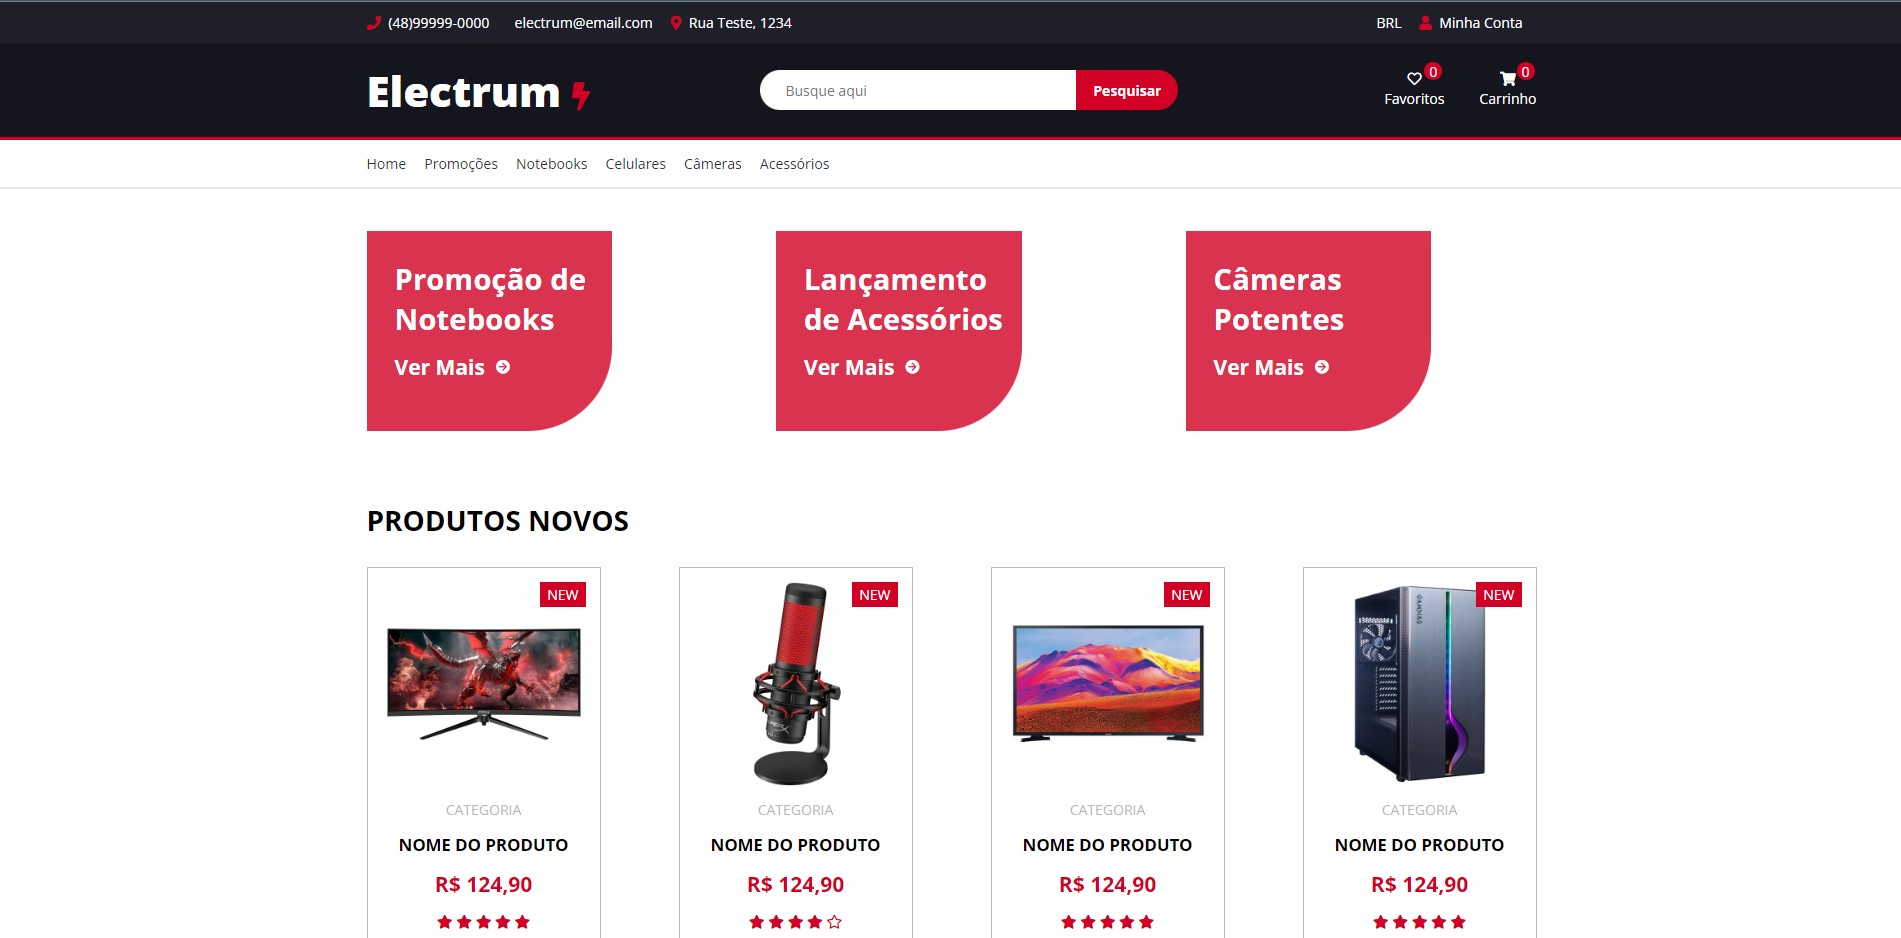 (48)99999-0000 electrum@email.com Rua Teste, 1234 BRL Minha Conta
Electrum
Busque aqui Pesquisar
0 0
Favoritos Carrinho
Home Promoções Notebooks Celulares Câmeras Acessórios
Promoção de
Notebooks
Ver Mais
Lançamento
de Acessórios
Ver Mais
Câmeras
Potentes
Ver Mais
PRODUTOS NOVOS
NEW NEW NEW NEW
CATEGORIA CATEGORIA CATEGORIA CATEGORIA
NOME DO PRODUTO NOME DO PRODUTO NOME DO PRODUTO NOME DO PRODUTO
R$ 124,90 R$ 124,90 R$ 124,90 R$ 124,90